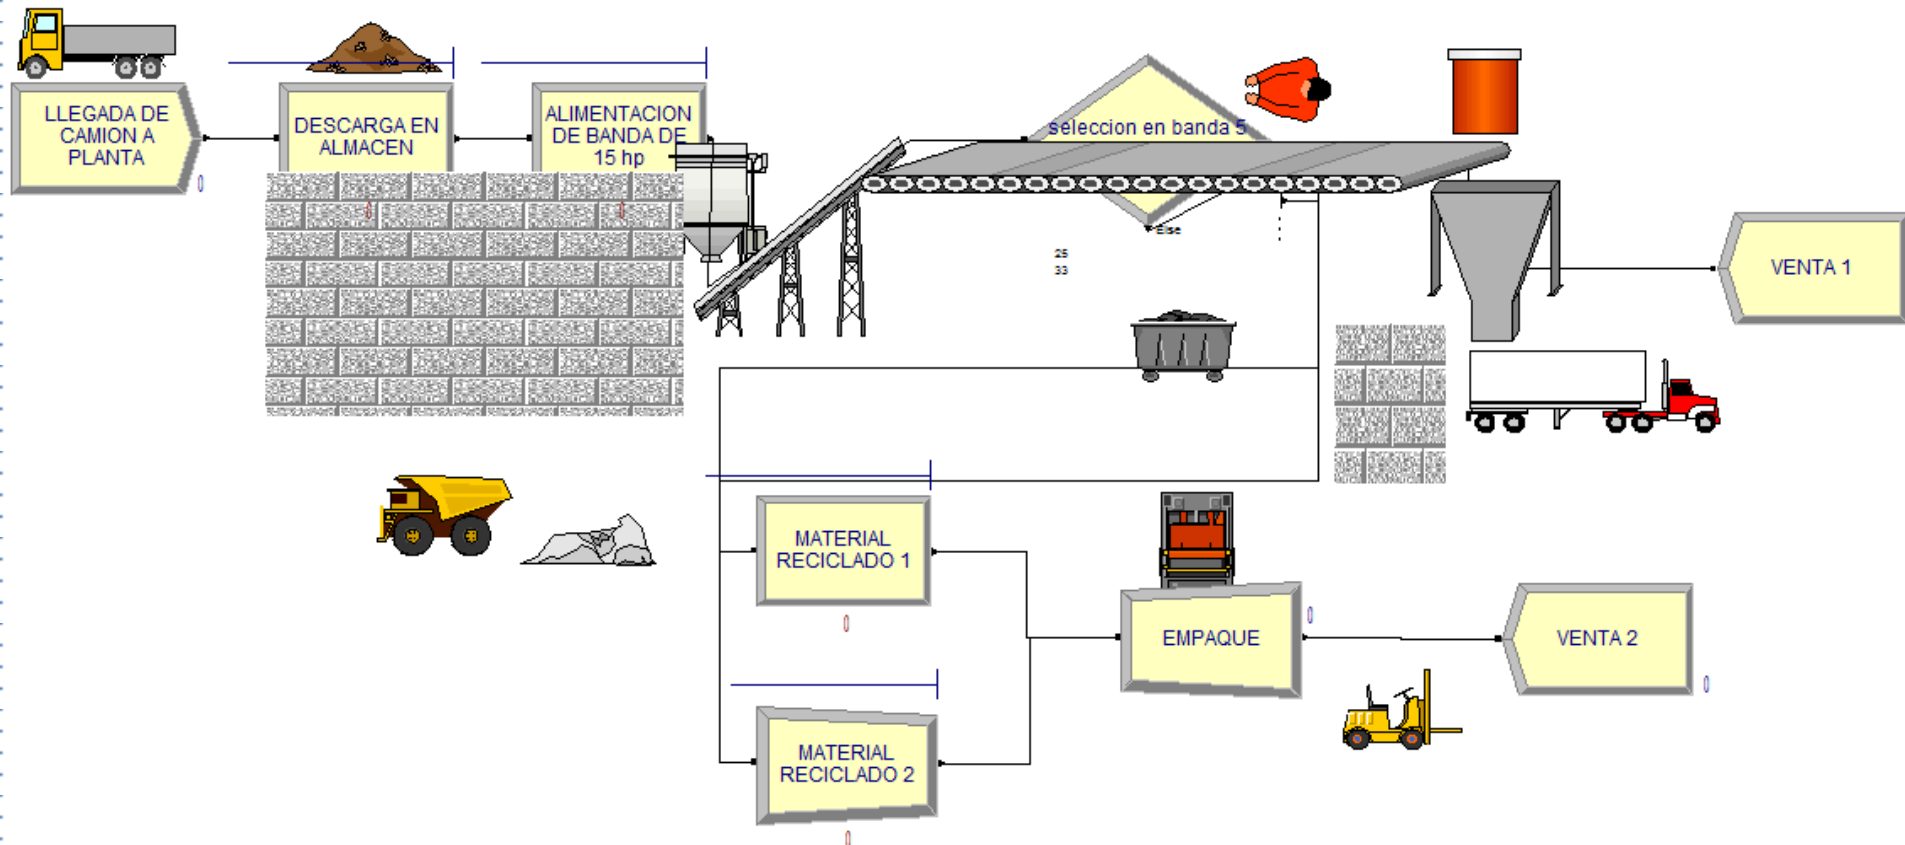 LLEGADA DE
CAMION A
PLANTA
0
DESCARGA EN
ALMACEN
0
ALIMENTACION
DE BANDA DE
15 hp
0
seleccion en banda 5
Else
25
33
VENTA 1
MATERIAL
RECICLADO 1
0
MATERIAL
RECICLADO 2
0
EMPAQUE
0
VENTA 2
0